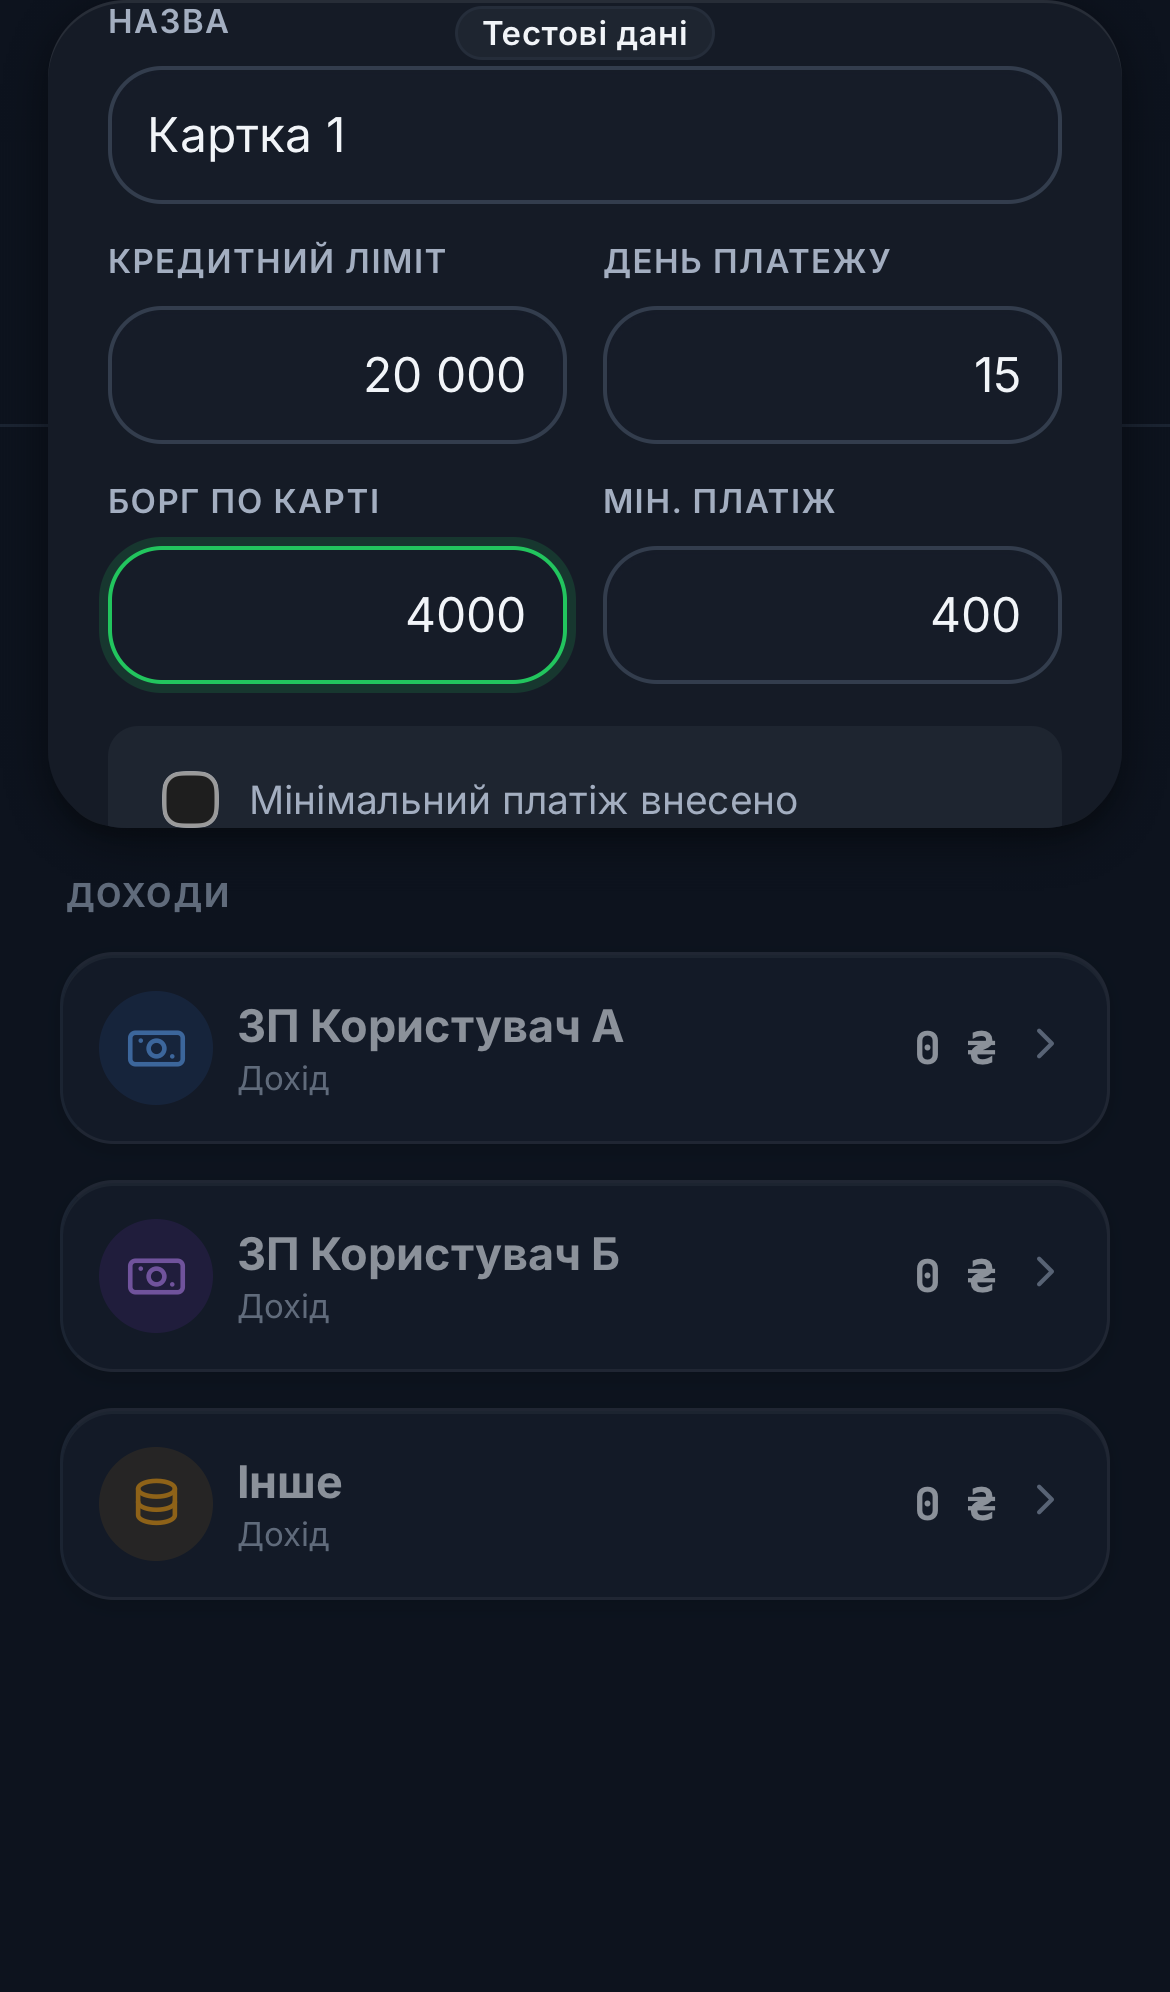 НАЗВА
Тестові дані
Картка 1
КРЕДИТНИЙ ЛІМІТ
ДЕНЬ ПЛАТЕЖУ
20 000
15
БОРГ ПО КАРТІ
МІН. ПЛАТІЖ
4000
400
Мінімальний платіж внесено
ДОХОДИ
ЗП Користувач А
Дохід
0 ₴
ЗП Користувач Б
Дохід
0 ₴
Інше
Дохід
0 ₴